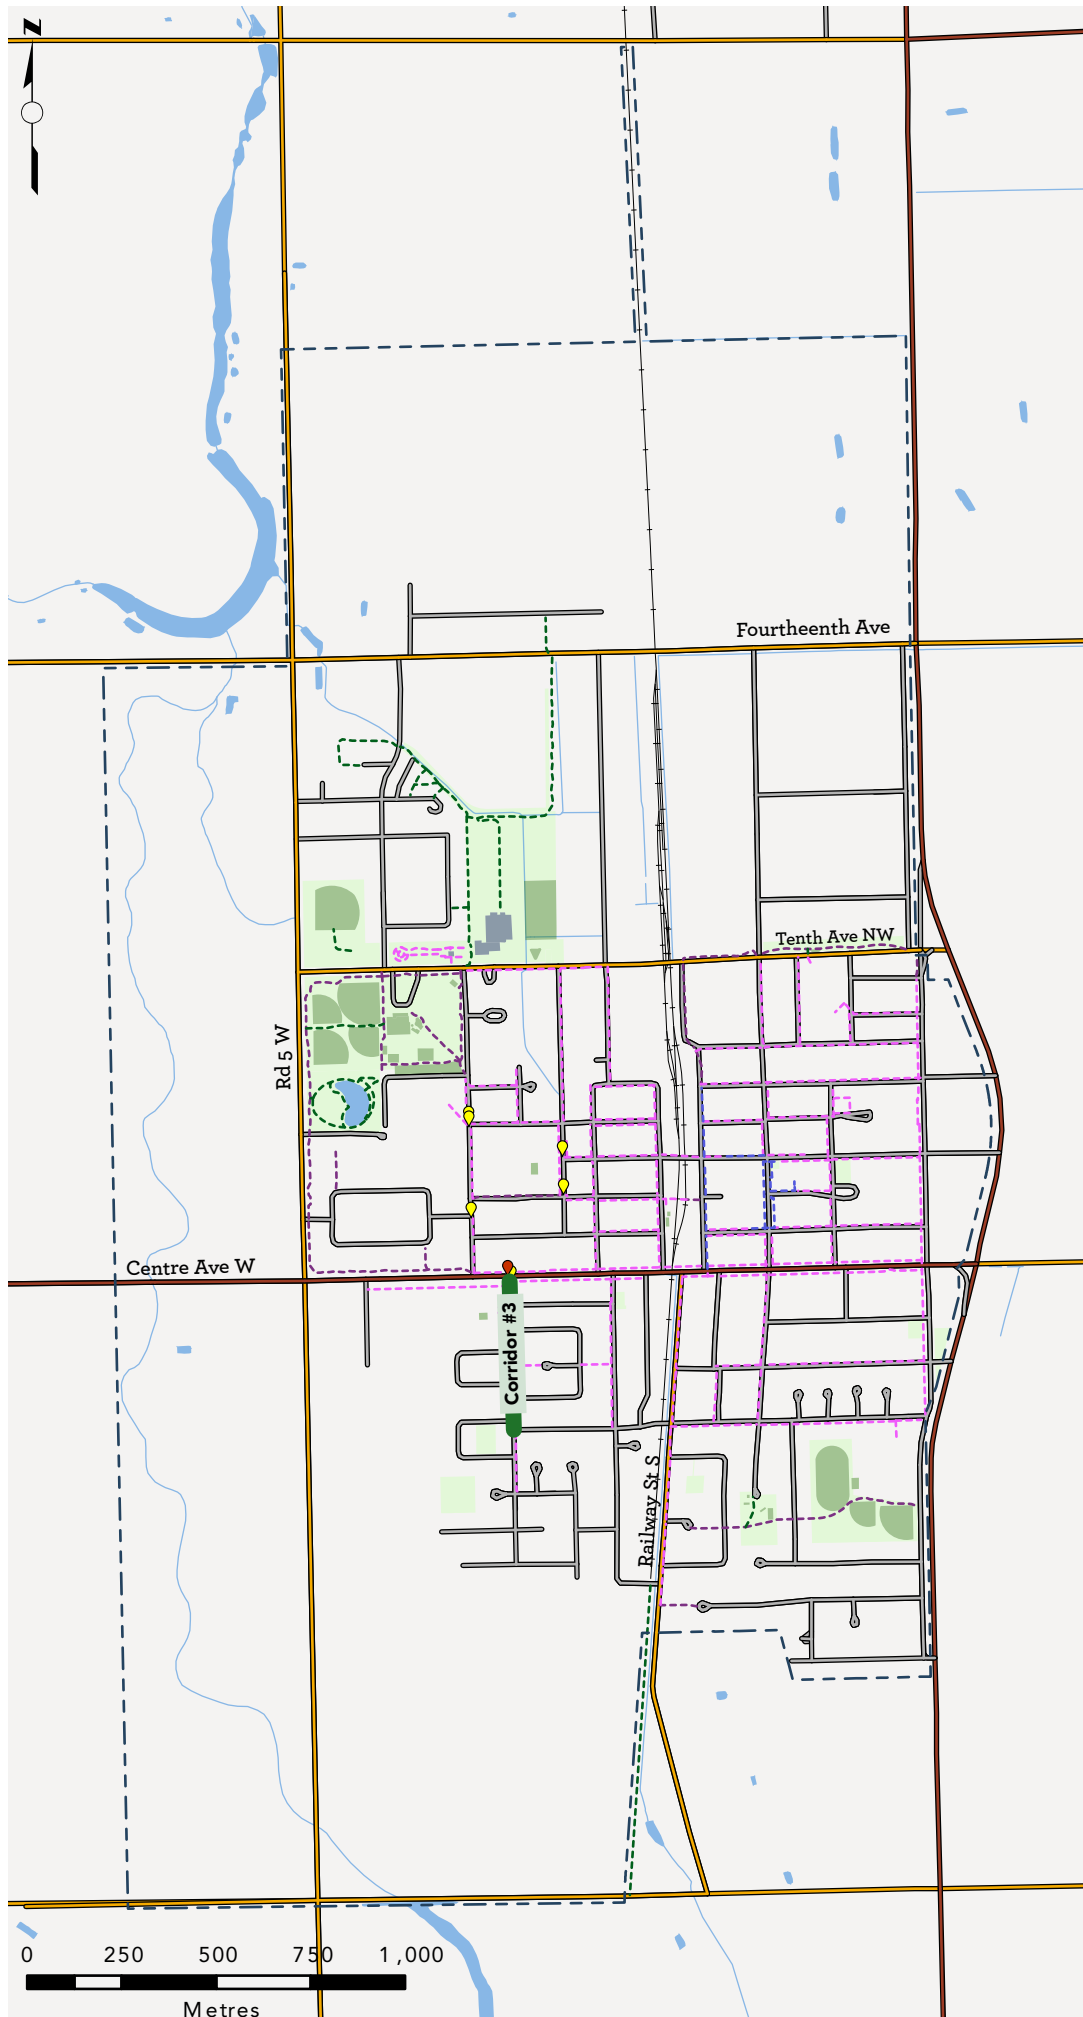 N
Fourtheenth Ave
Tenth Ave NW
Rd 5 W
Centre Ave W
Corridor #3
Railway St S
0 250 500 750 1,000
Metres